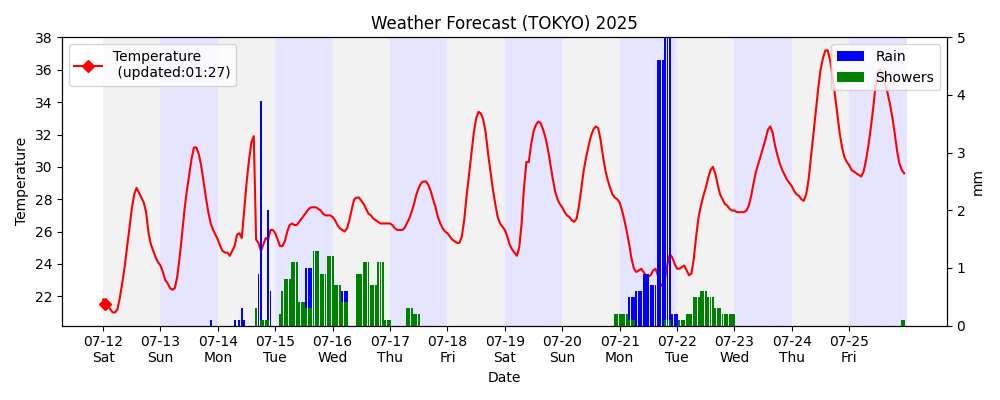 Weather Forecast (TOKYO) 2025
Temperature
(updated:01:27)
Rain
Showers
Temperature
38
36
34
32
30
28
26
24
22
5
4
3
2
1
0
mm
07-12 07-13 07-14 07-15 07-16 07-17 07-18 07-19 07-20 07-21 07-22 07-23 07-24 07-25
Sat Sun Mon Tue Wed Thu Fri Sat Sun Mon Tue Wed Thu Fri
Date